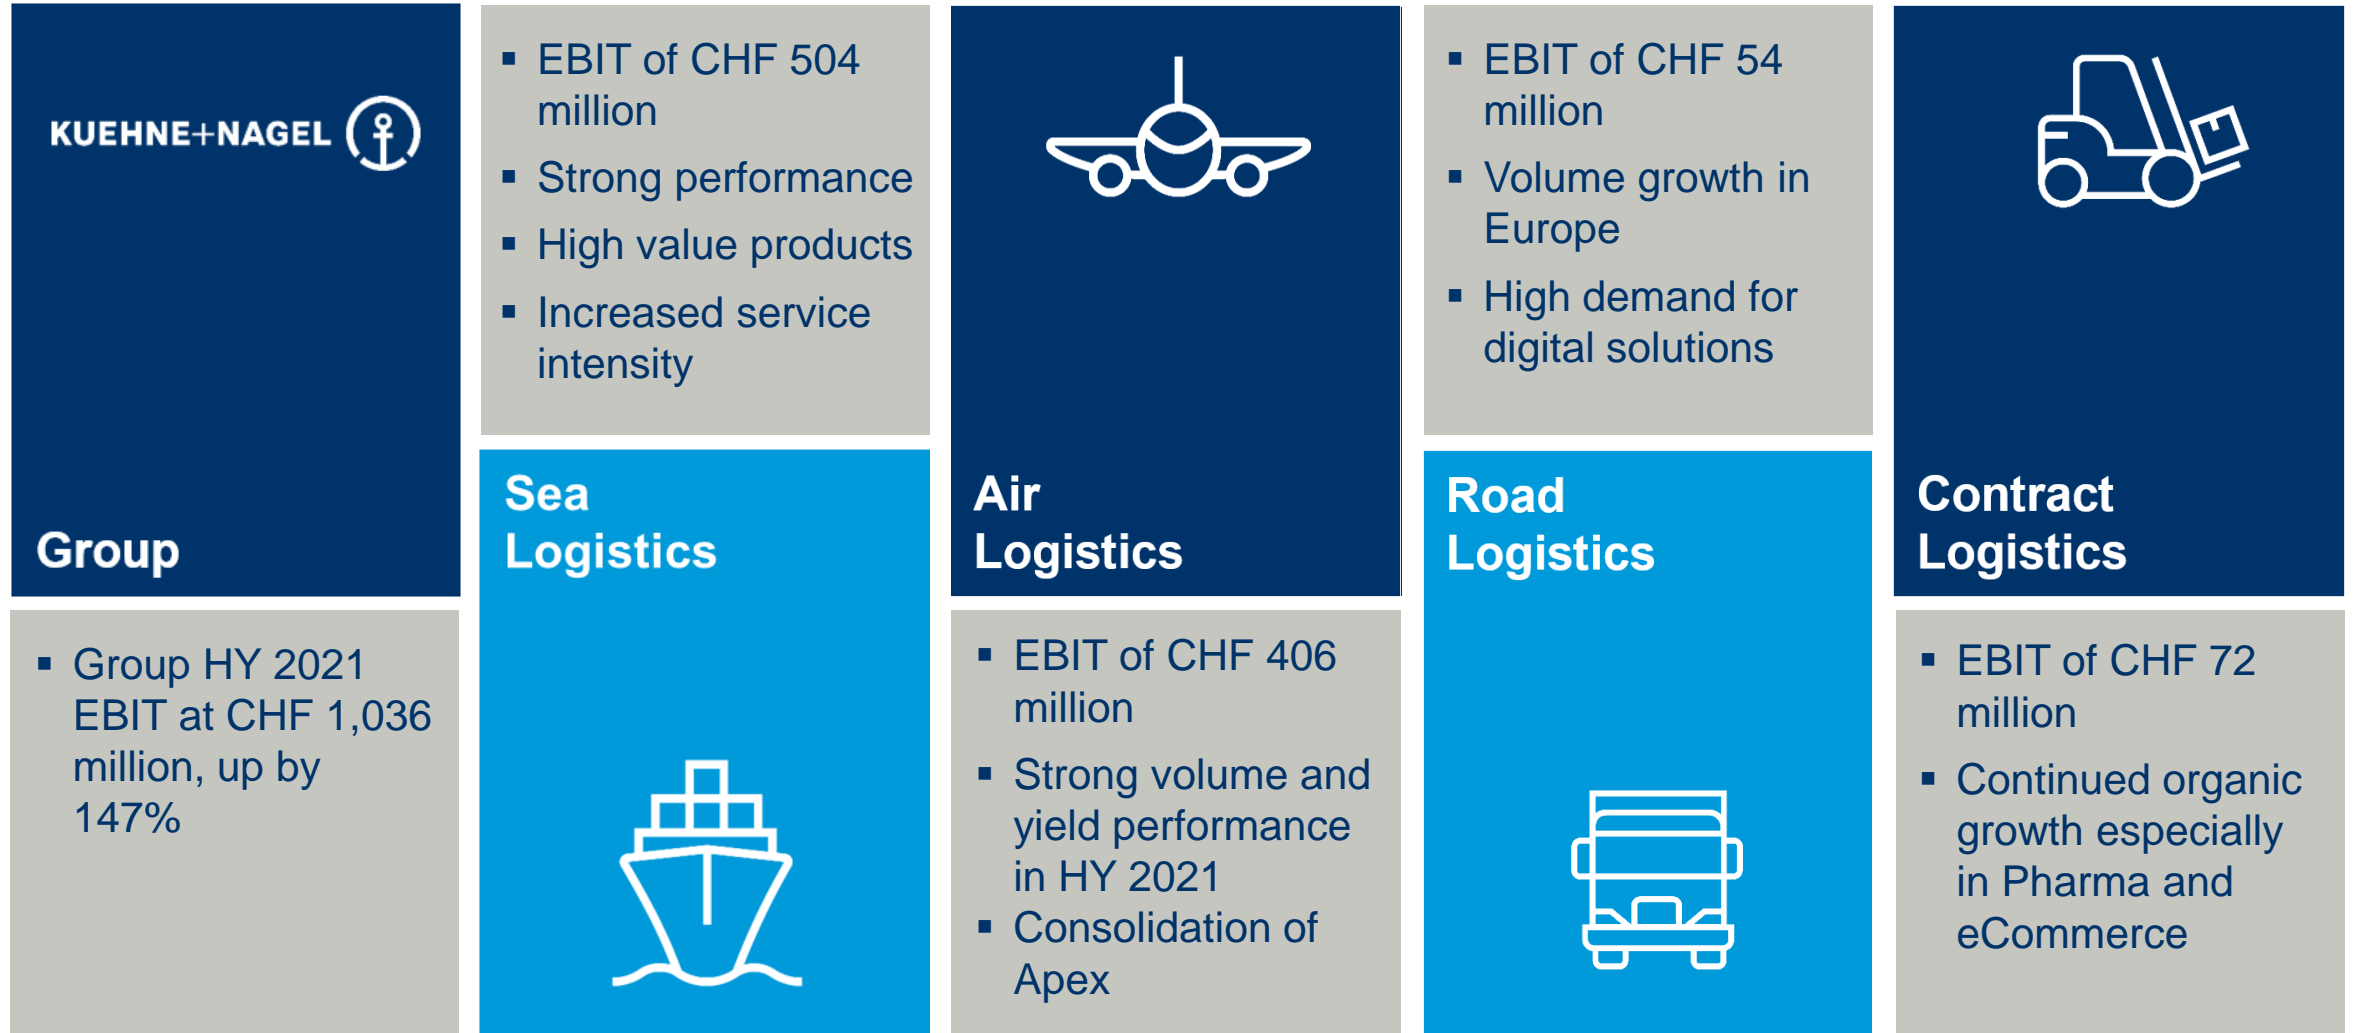 KUEHNE+NAGEL
Group
▪ Group HY 2021
EBIT at CHF 1,036
million, up by
147%
▪ EBIT of CHF 504
million
▪ Strong performance
▪ High value products
▪ Increased service
intensity
Sea
Logistics
Air
Logistics
▪ EBIT of CHF 406
million
▪ Strong volume and
yield performance
in HY 2021
▪ Consolidation of
Apex
▪ EBIT of CHF 54
million
▪ Volume growth in
Europe
▪ High demand for
digital solutions
Road
Logistics
Contract
Logistics
▪ EBIT of CHF 72
million
▪ Continued organic
growth especially
in Pharma and
eCommerce